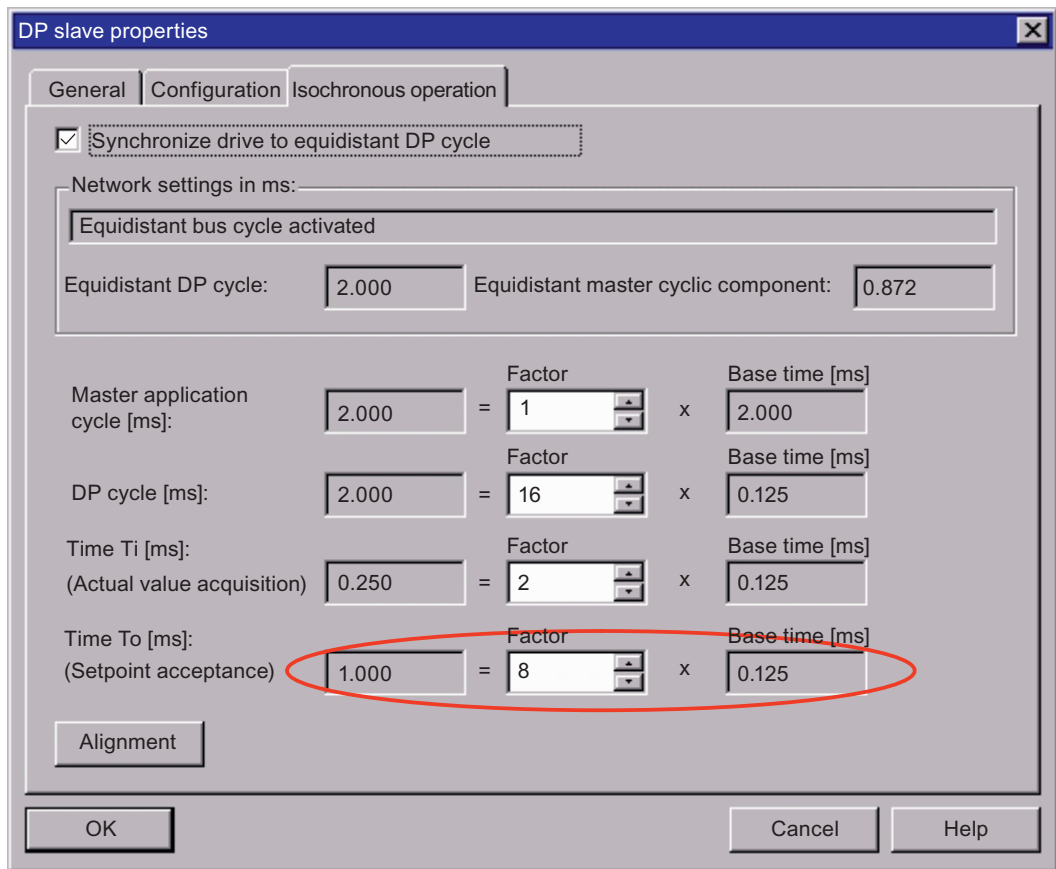 DP slave properties
General Configuration Isochronous operation
Synchronize drive to equidistant DP cycle
Network settings in ms:
Equidistant bus cycle activated
Equidistant DP cycle: 2.000 Equidistant master cyclic component: 0.872
Factor Base time [ms]
Master application
cycle [ms]: 2.000 = 1 x 2.000
Factor Base time [ms]
DP cycle [ms]: 2.000 = 16 x 0.125
Time Ti [ms]: Factor Base time [ms]
(Actual value acquisition) 0.250 = 2 x 0.125
Time To [ms]: Factor Base time [ms]
(Setpoint acceptance) 1.000 = 8 x 0.125
Alignment
OK Cancel Help